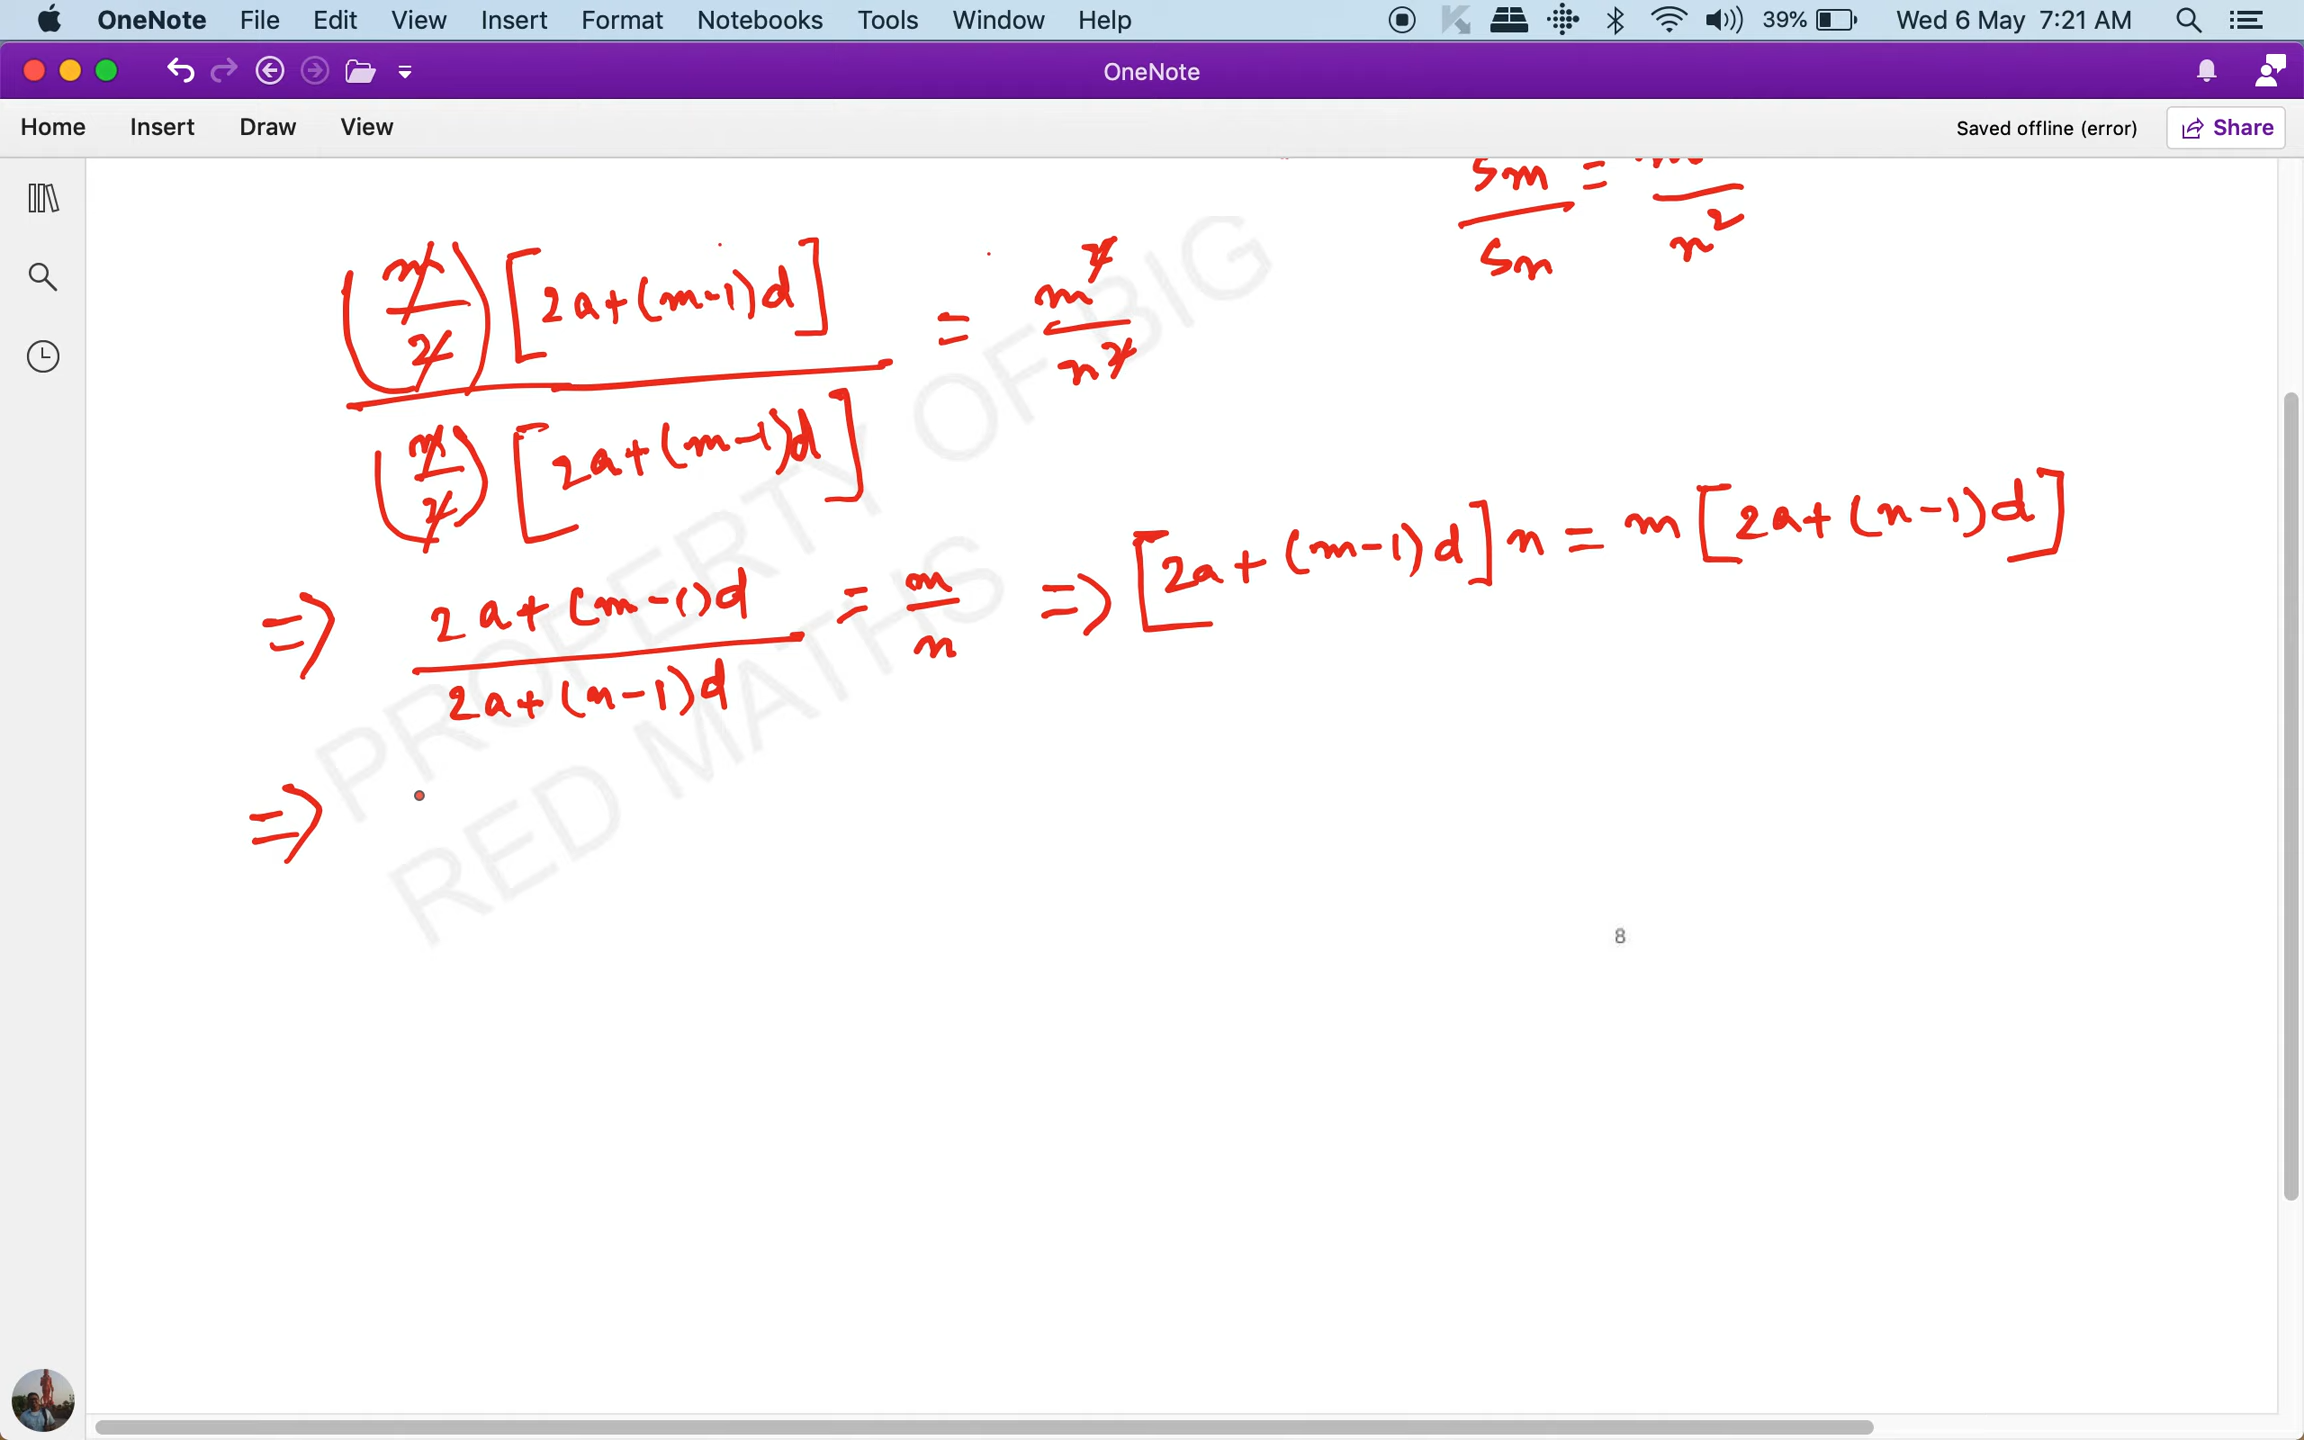 OneNote File Edit View Insert Format Notebooks Tools Window Help 39% Wed 6 May 7:21 AM
OneNote
Home Insert Draw View Saved offline (error) Share
Sm/Sn = m²/n²
(m/2)[2a+(m-1)d] / (n/2)[2a+(n-1)d] = m²/n²
=> 2a+(m-1)d / 2a+(n-1)d = m/n => [2a+(m-1)d]n = m[2a+(n-1)d]
=>
PROPERTY OF BIG
RED MATHS
8